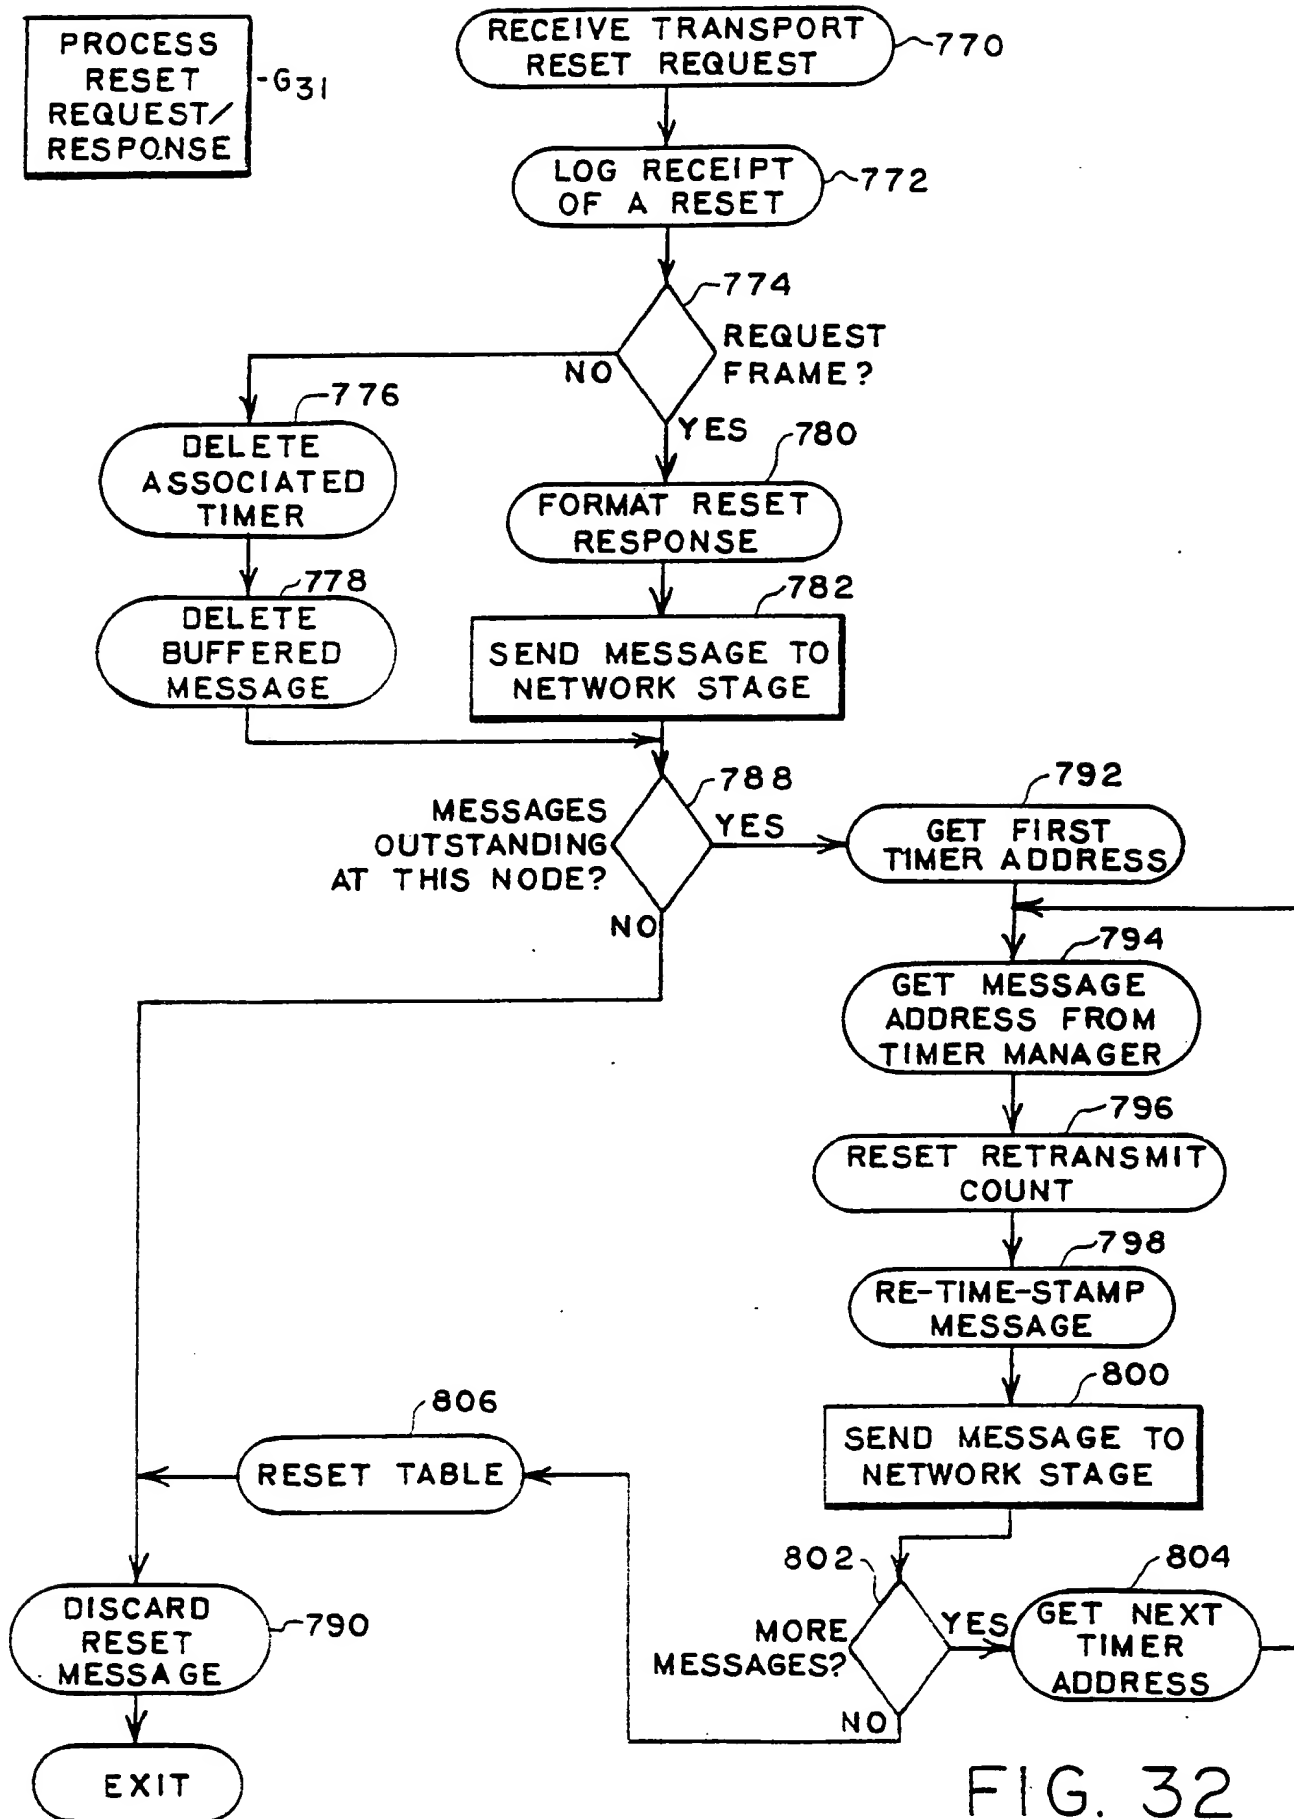 PROCESS
RESET
REQUEST/
RESPONSE
-G31
RECEIVE TRANSPORT
RESET REQUEST
770
LOG RECEIPT
OF A RESET
772
774
REQUEST
FRAME?
NO
YES
776
DELETE
ASSOCIATED
TIMER
778
DELETE
BUFFERED
MESSAGE
780
FORMAT RESET
RESPONSE
782
SEND MESSAGE TO
NETWORK STAGE
788
MESSAGES
OUTSTANDING
AT THIS NODE?
YES
NO
792
GET FIRST
TIMER ADDRESS
794
GET MESSAGE
ADDRESS FROM
TIMER MANAGER
796
RESET RETRANSMIT
COUNT
798
RE-TIME-STAMP
MESSAGE
800
SEND MESSAGE TO
NETWORK STAGE
802
MORE
MESSAGES?
YES
NO
804
GET NEXT
TIMER
ADDRESS
806
RESET TABLE
DISCARD
RESET
MESSAGE
790
EXIT
FIG. 32